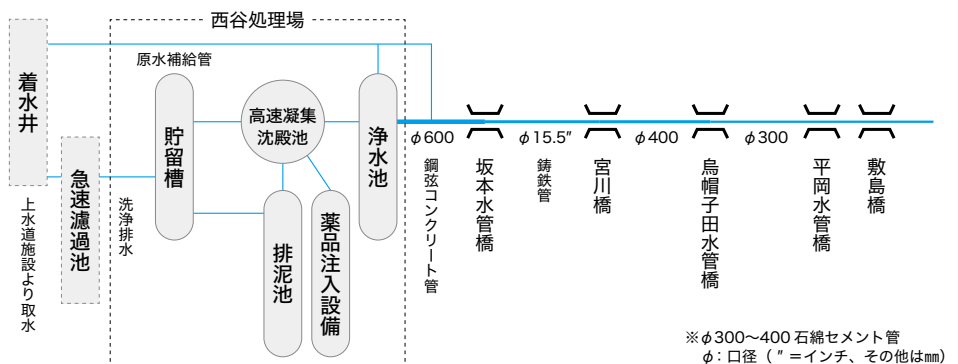 西谷処理場
着水井
上水道施設より取水
急速濾過池
洗浄排水
原水補給管
貯留槽
高速凝集
沈殿池
排泥池
薬品注入設備
浄水池
φ600
鋼弦コンクリート管
坂本水管橋
φ15.5″
鋳鉄管
宮川橋
φ400
烏帽子田水管橋
φ300
平岡水管橋
敷島橋
※φ300〜400 石綿セメント管
φ：口径（ ″ ＝インチ、その他は㎜）